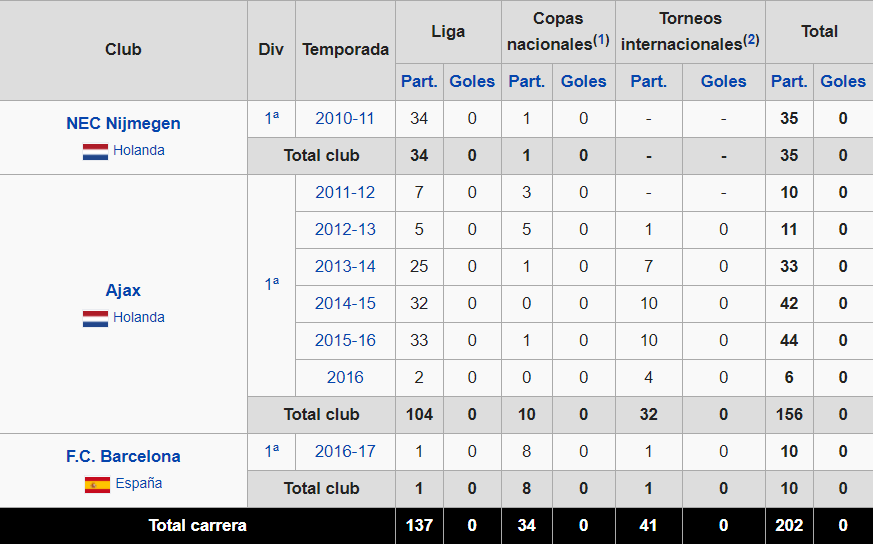 Club Div Temporada Liga Copas nacionales(1) Torneos internacionales(2) Total
Part. Goles Part. Goles Part. Goles Part. Goles
NEC Nijmegen Holanda 1ª 2010-11 34 0 1 0 - - 35 0
Total club 34 0 1 0 - - 35 0
Ajax Holanda 1ª 2011-12 7 0 3 0 - - 10 0
2012-13 5 0 5 0 1 0 11 0
2013-14 25 0 1 0 7 0 33 0
2014-15 32 0 0 0 10 0 42 0
2015-16 33 0 1 0 10 0 44 0
2016 2 0 0 0 4 0 6 0
Total club 104 0 10 0 32 0 156 0
F.C. Barcelona España 1ª 2016-17 1 0 8 0 1 0 10 0
Total club 1 0 8 0 1 0 10 0
Total carrera 137 0 34 0 41 0 202 0